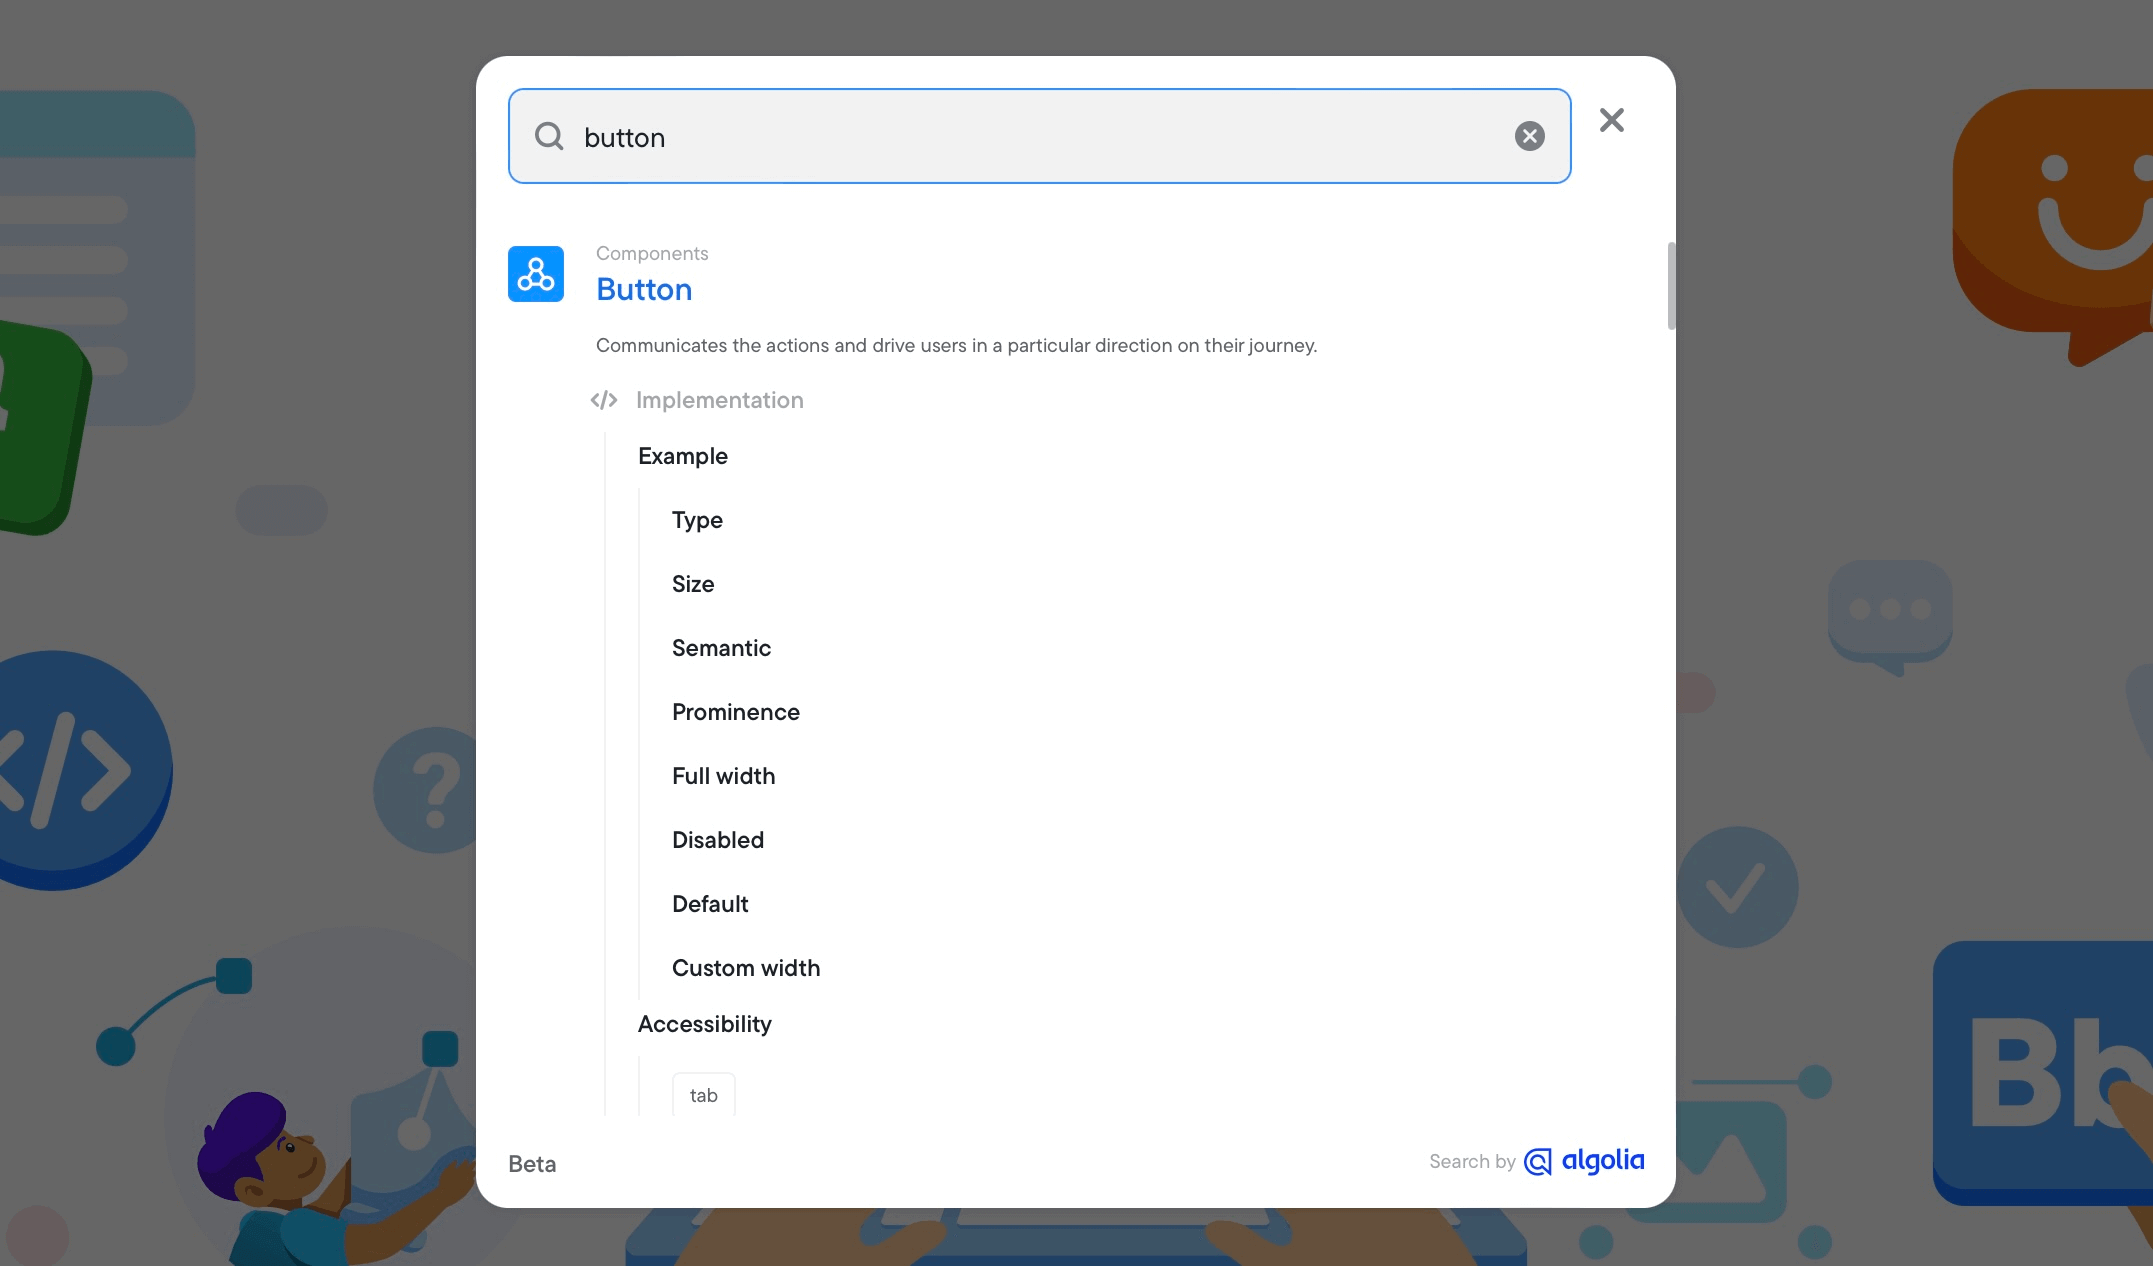 button
Components
Button
Communicates the actions and drive users in a particular direction on their journey.
</> Implementation
Example
Type
Size
Semantic
Prominence
Full width
Disabled
Default
Custom width
Accessibility
tab
Beta
Search by algolia
</>
?
Bb